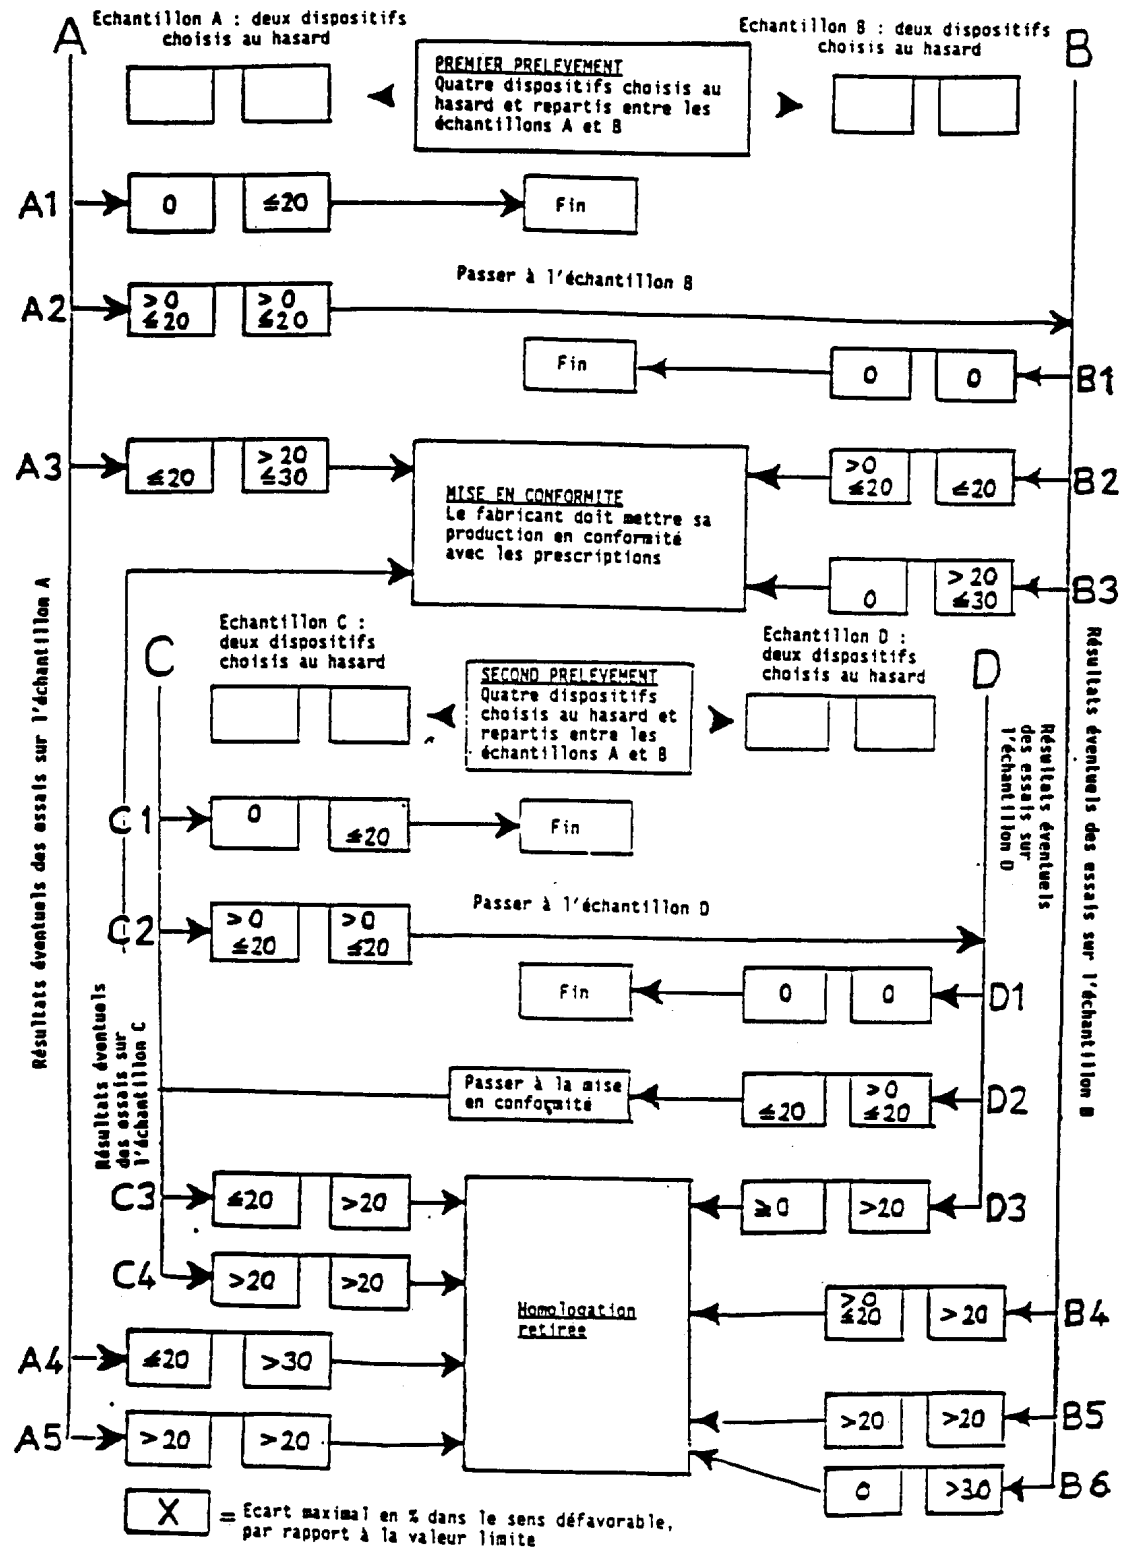 A
Echantillon A : deux dispositifs
choisis au hasard
PREMIER PRELEVEMENT
Quatre dispositifs choisis au
hasard et repartis entre les
échantillons A et B
Echantillon B : deux dispositifs
choisis au hasard
B
A1
0
≤20
Fin
A2
>0
≤20
>0
≤20
Passer à l'échantillon B
Fin
0
0
B1
A3
≤20
>20
≤30
MISE EN CONFORMITE
Le fabricant doit mettre sa
production en conformité
avec les prescriptions
>0
≤20
≤20
B2
0
>20
≤30
B3
Résultats éventuels des essais sur l'échantillon A
C
Echantillon C :
deux dispositifs
choisis au hasard
SECOND PRELEVEMENT
Quatre dispositifs
choisis au hasard et
repartis entre les
échantillons A et B
Echantillon D :
deux dispositifs
choisis au hasard
D
Résultats éventuels
des essais sur
l'échantillon D
Résultats éventuels des essais sur l'échantillon B
C1
0
≤20
Fin
C2
>0
≤20
>0
≤20
Passer à l'échantillon D
Fin
0
0
D1
Résultats éventuels
des essais sur
l'échantillon C
Passer à la mise
en conformité
≤20
>0
≤20
D2
C3
≤20
>20
≥0
>20
D3
C4
>20
>20
Homologation
retirée
>0
≤20
>20
B4
A4
≤20
>30
A5
>20
>20
>20
>20
B5
0
>30
B6
X
= Ecart maximal en % dans le sens défavorable,
par rapport à la valeur limite